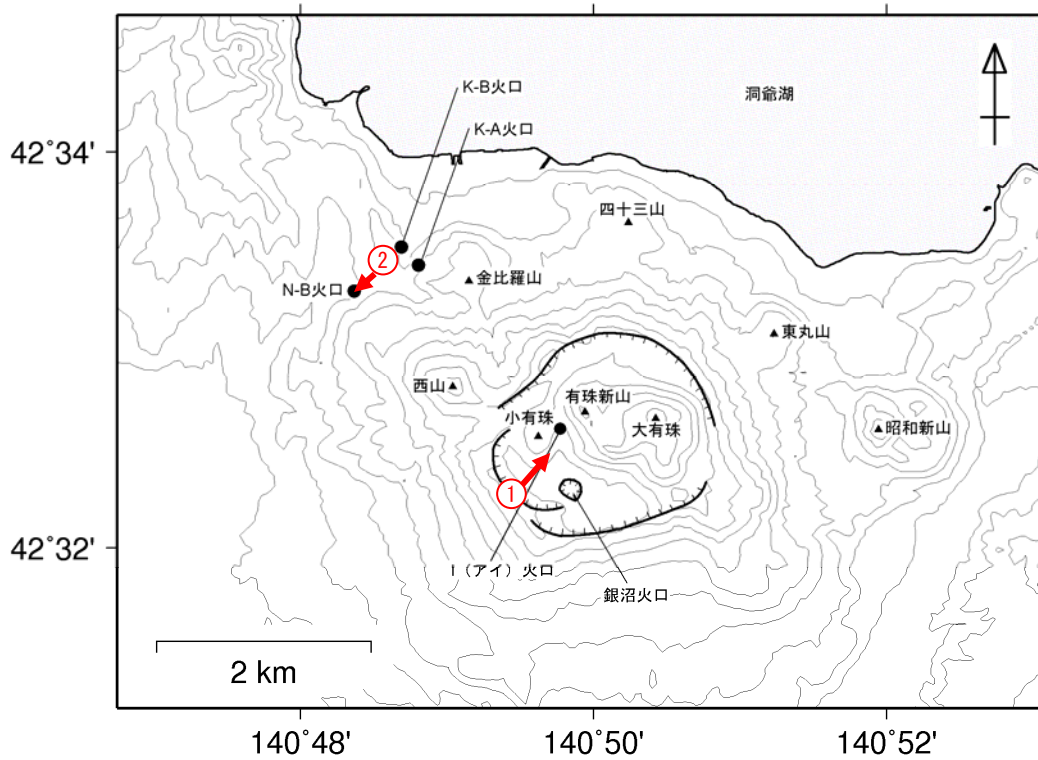 K-B火口
洞爺湖
K-A火口
42°34'
四十三山
②
金比羅山
N-B火口
東丸山
西山
有珠新山
小有珠
大有珠
昭和新山
①
42°32'
I（アイ）火口
銀沼火口
2 km
140°48'
140°50'
140°52'